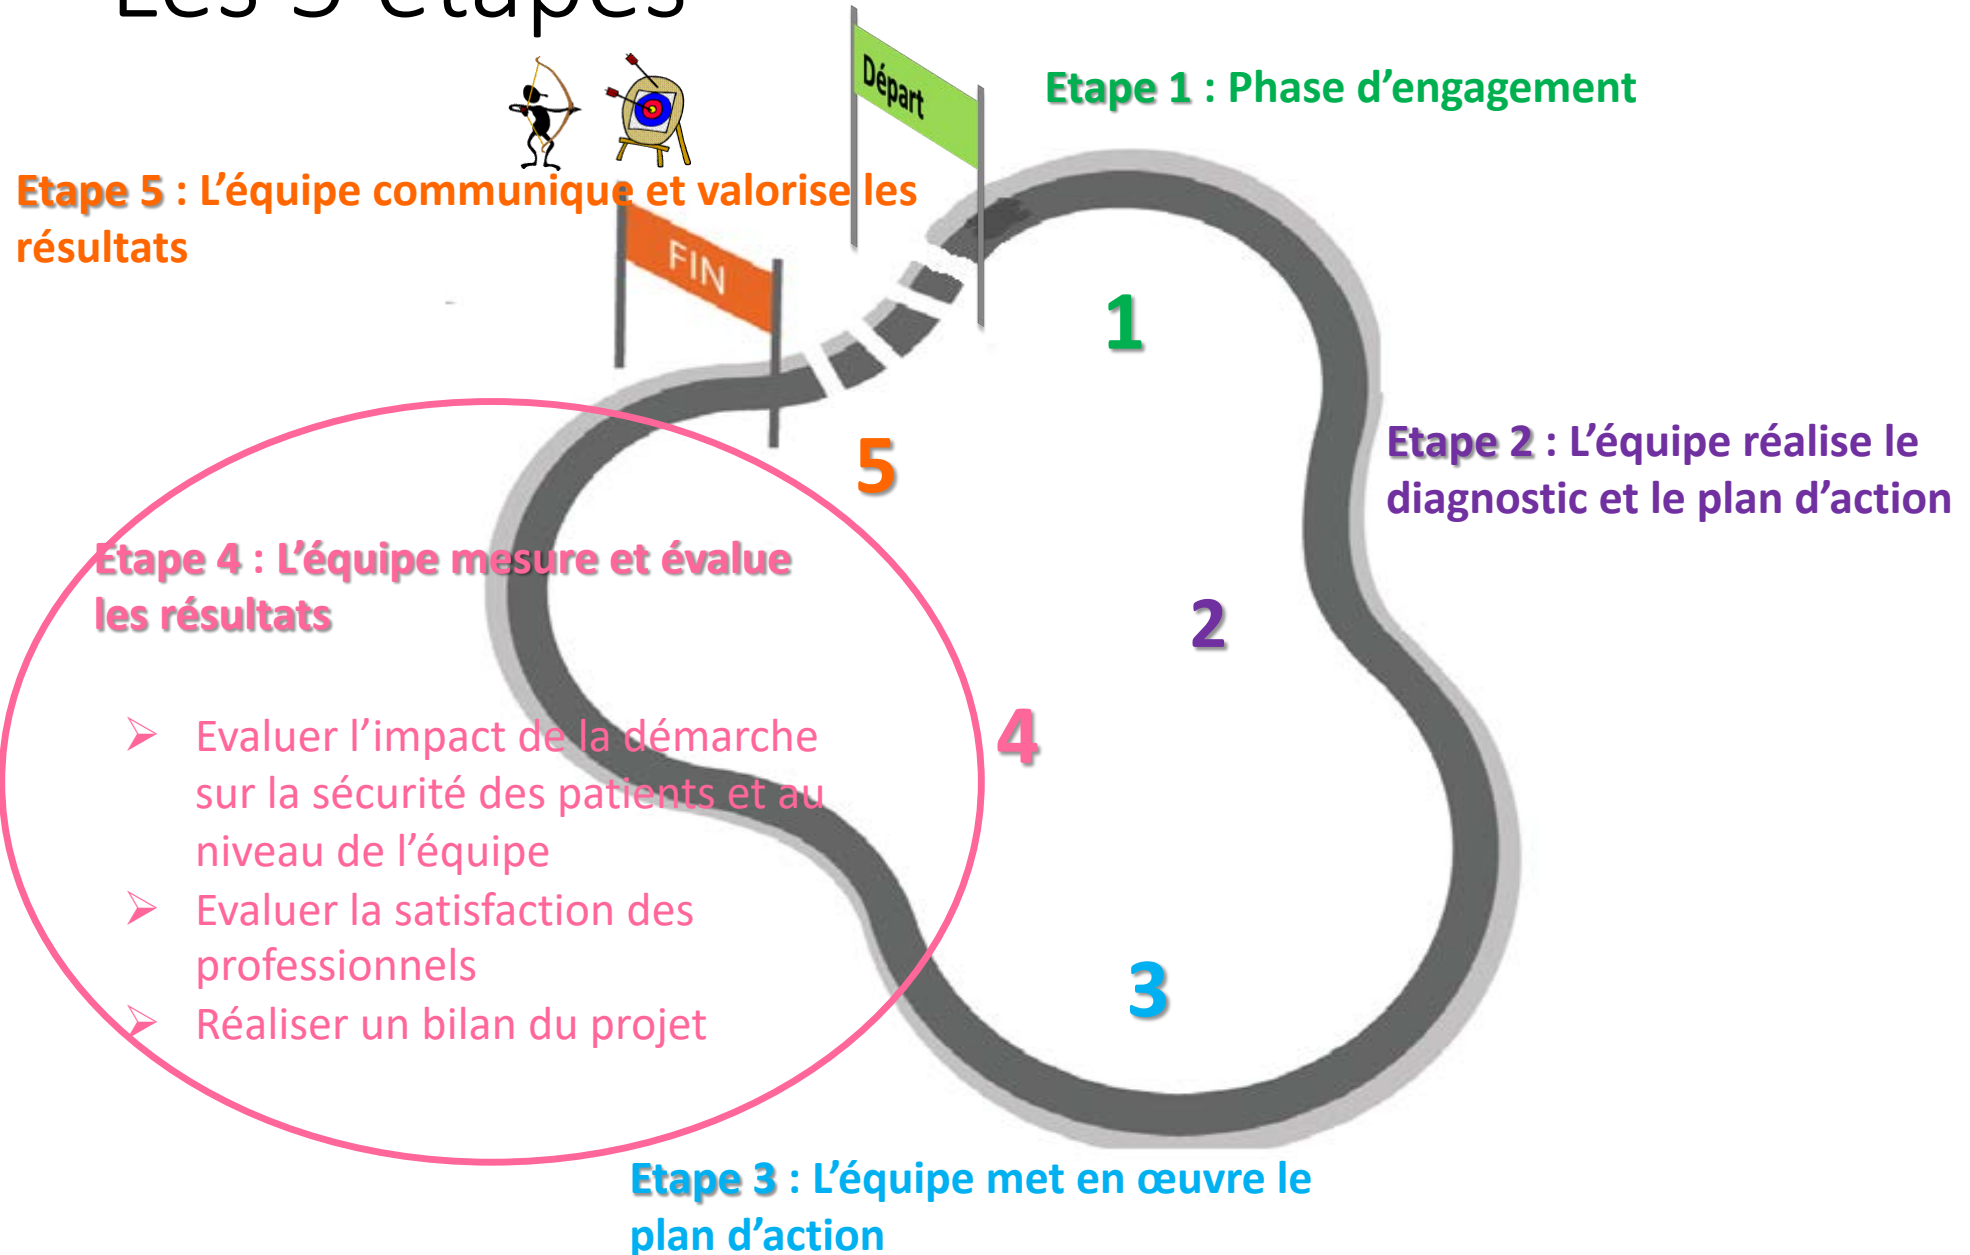 Les 5 étapes
Départ
Etape 1 : Phase d’engagement
Etape 5 : L’équipe communique et valorise les
résultats
FIN
1
5
Etape 2 : L’équipe réalise le
diagnostic et le plan d’action
Etape 4 : L’équipe mesure et évalue
les résultats
2
4
➢ Evaluer l’impact de la démarche
sur la sécurité des patients et au
niveau de l’équipe
➢ Evaluer la satisfaction des
professionnels
➢ Réaliser un bilan du projet
3
Etape 3 : L’équipe met en œuvre le
plan d’action